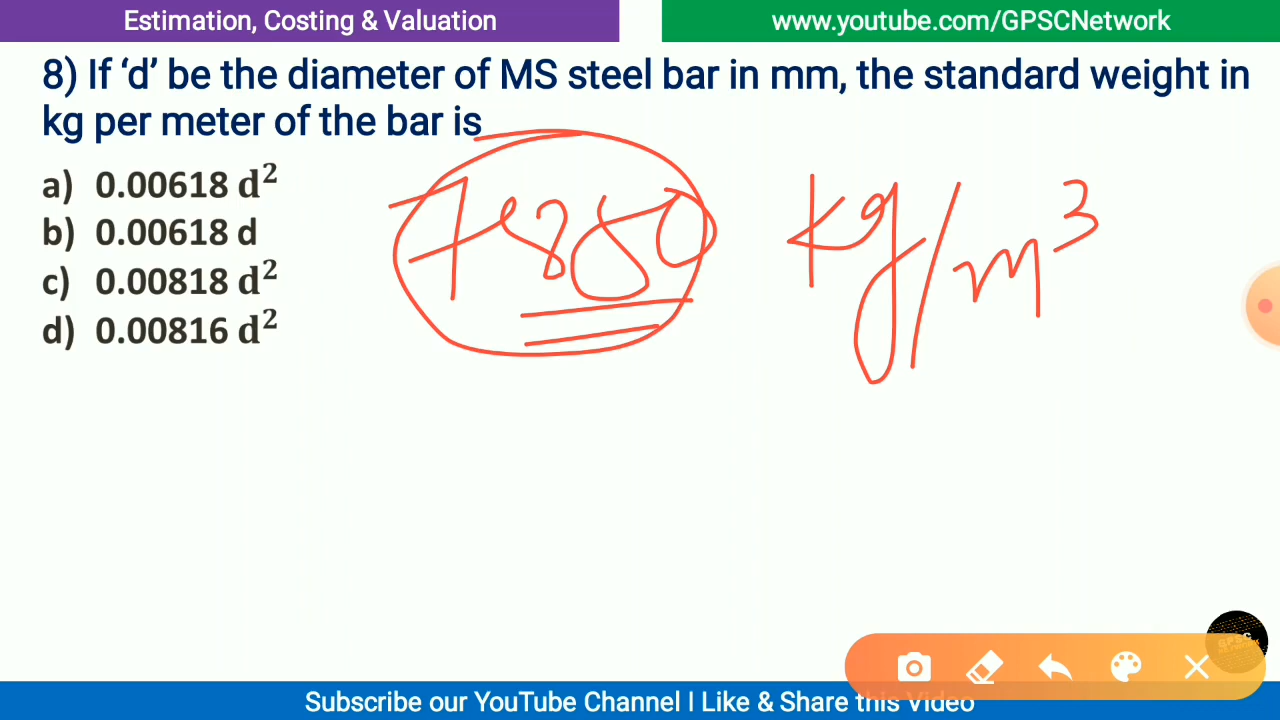 Estimation, Costing & Valuation
www.youtube.com/GPSCNetwork
8) If ‘d’ be the diameter of MS steel bar in mm, the standard weight in
kg per meter of the bar is
a) 0.00618 d²
b) 0.00618 d
c) 0.00818 d²
d) 0.00816 d²
7850 kg/m³
GPSC
NETWORK
Subscribe our YouTube Channel I Like & Share this Video